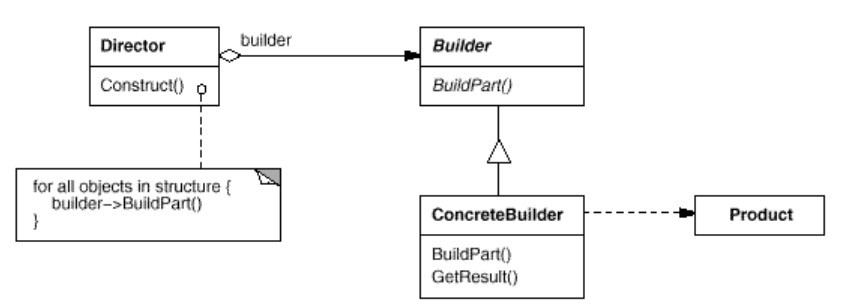 Director
builder
Builder
Construct()
BuildPart()
for all objects in structure {
builder->BuildPart()
}
ConcreteBuilder
Product
BuildPart()
GetResult()